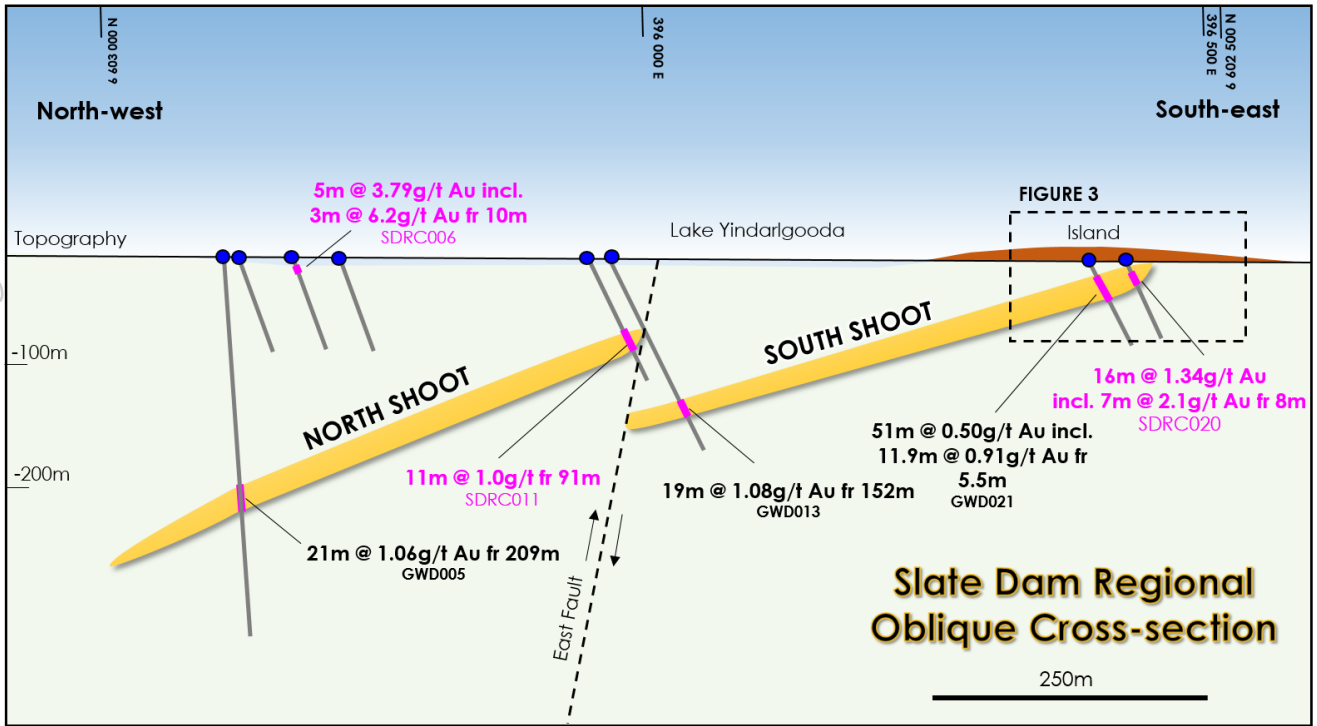 6 603 000 N
396 000 E
396 500 E
6 602 500 N
North-west
South-east
5m @ 3.79g/t Au incl.
3m @ 6.2g/t Au fr 10m
SDRC006
FIGURE 3
Topography
Lake Yindarlgooda
Island
-100m
SOUTH SHOOT
NORTH SHOOT
16m @ 1.34g/t Au
incl. 7m @ 2.1g/t Au fr 8m
SDRC020
51m @ 0.50g/t Au incl.
11.9m @ 0.91g/t Au fr
5.5m
GWD021
-200m
11m @ 1.0g/t fr 91m
SDRC011
19m @ 1.08g/t Au fr 152m
GWD013
21m @ 1.06g/t Au fr 209m
GWD005
East Fault
Slate Dam Regional
Oblique Cross-section
250m